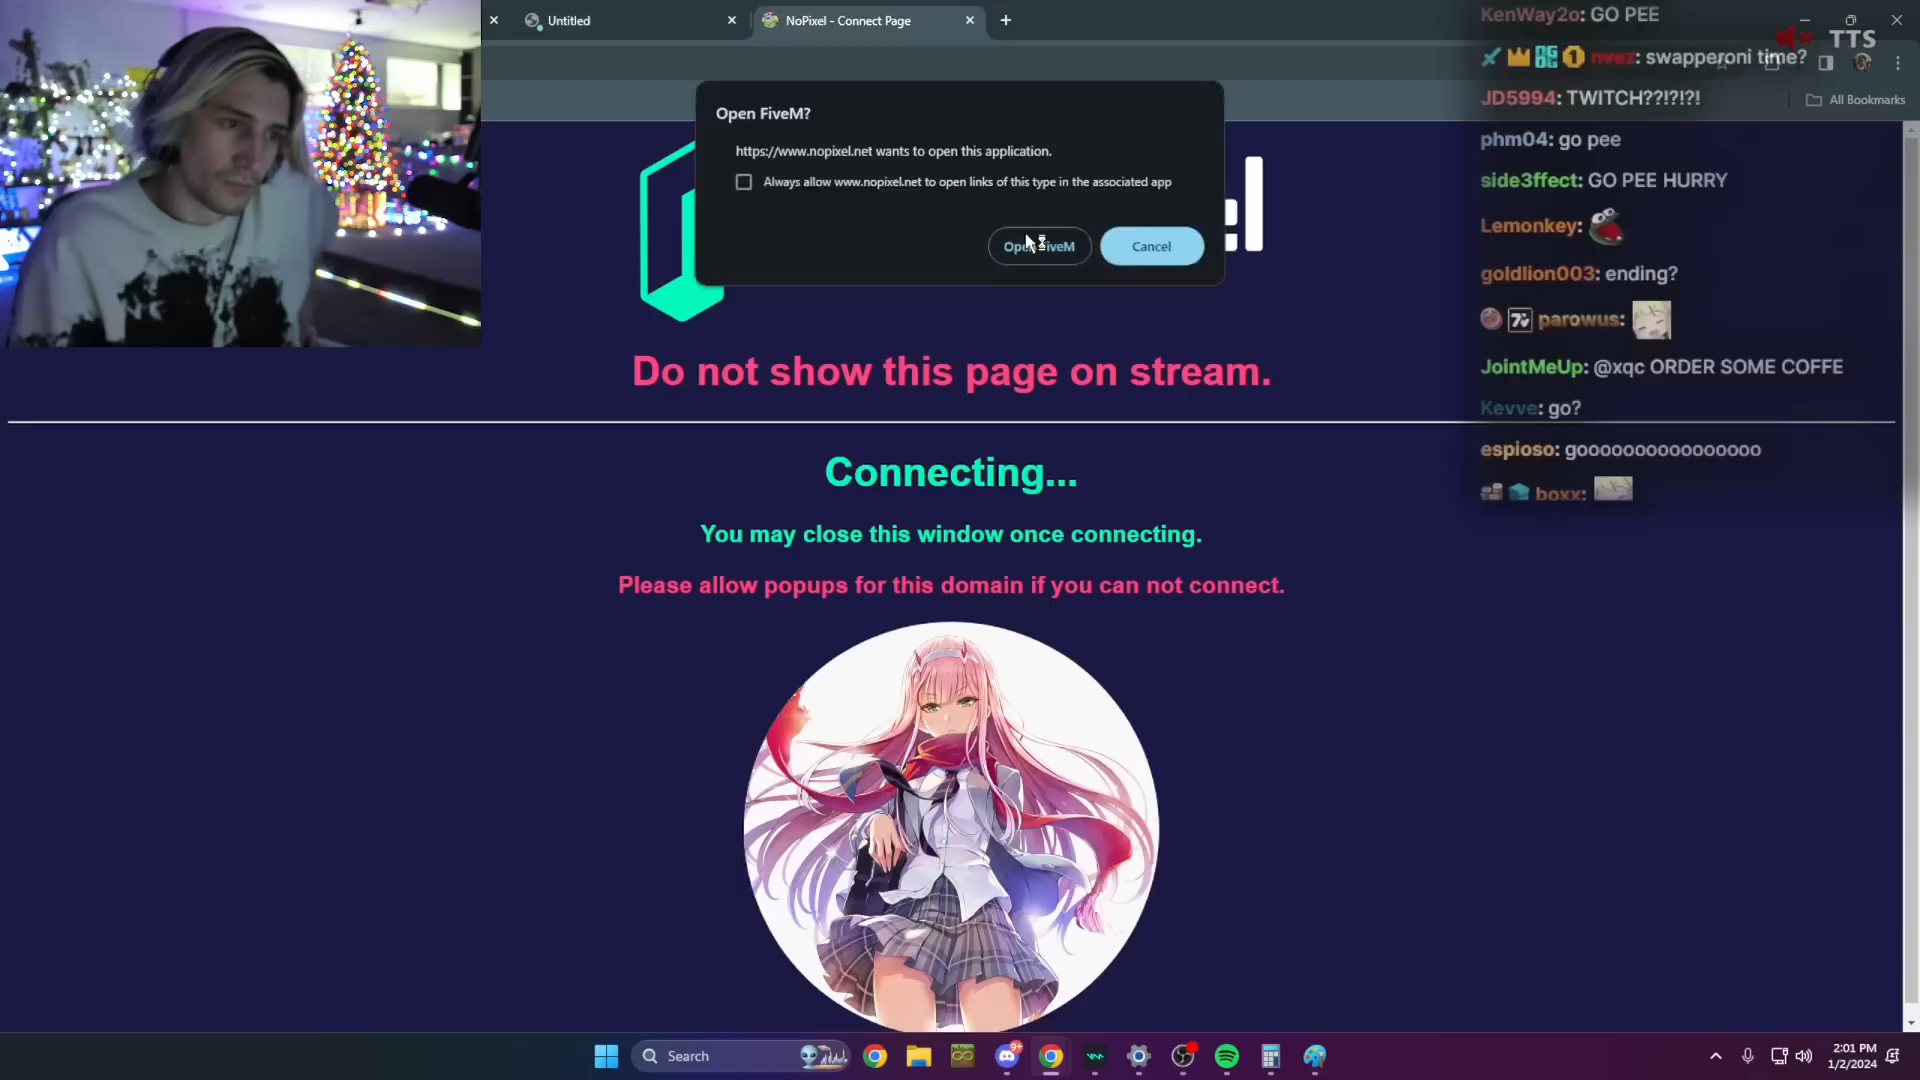 Untitled
NoPixel - Connect Page
All Bookmarks
Open FiveM?
https://www.nopixel.net wants to open this application.
Always allow www.nopixel.net to open links of this type in the associated app
Open FiveM
Cancel
Do not show this page on stream.
Connecting...
You may close this window once connecting.
Please allow popups for this domain if you can not connect.
KenWay2o: GO PEE
TTS
nvez: swapperoni time?
JD5994: TWITCH??!?!?!
phm04: go pee
side3ffect: GO PEE HURRY
Lemonkey:
goldlion003: ending?
parowus:
JointMeUp: @xqc ORDER SOME COFFE
Kevve: go?
espioso: goooooooooooooooo
boxx:
Search
9+
2:01 PM
1/2/2024